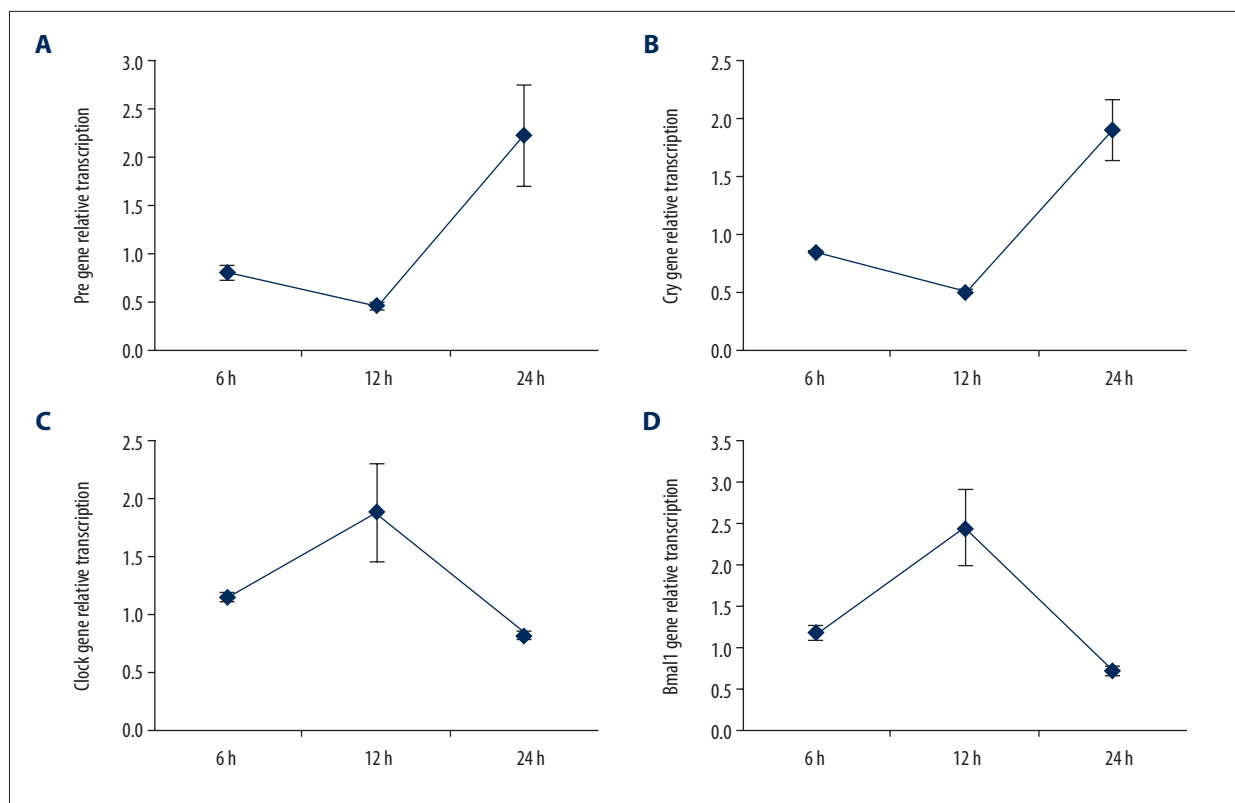 A
Pre gene relative transcription
3.0
2.5
2.0
1.5
1.0
0.5
0.0
6 h
12 h
24 h
B
Cry gene relative transcription
2.5
2.0
1.5
1.0
0.5
0.0
6 h
12 h
24 h
C
Clock gene relative transcription
2.5
2.0
1.5
1.0
0.5
0.0
6 h
12 h
24 h
D
Bmal1 gene relative transcription
3.5
3.0
2.5
2.0
1.5
1.0
0.5
0.0
6 h
12 h
24 h